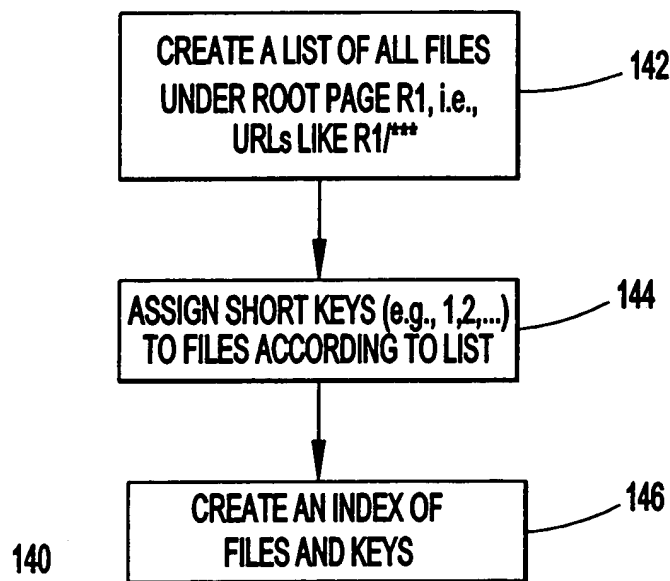 CREATE A LIST OF ALL FILES
UNDER ROOT PAGE R1, i.e.,
URLs LIKE R1/***
142
ASSIGN SHORT KEYS (e.g., 1,2,...)
TO FILES ACCORDING TO LIST
144
CREATE AN INDEX OF
FILES AND KEYS
146
140